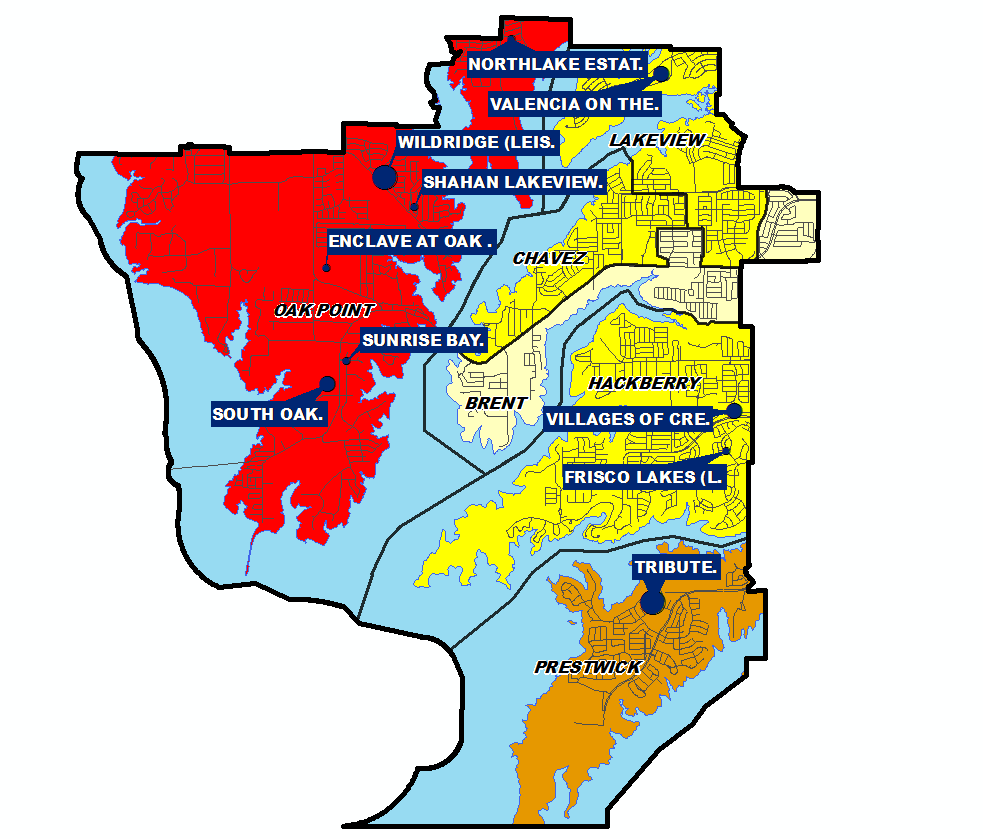 NORTHLAKE ESTAT.
VALENCIA ON THE.
WILDRIDGE (LEIS.
LAKEVIEW
SHAHAN LAKEVIEW.
ENCLAVE AT OAK .
CHAVEZ
OAK POINT
SUNRISE BAY.
HACKBERRY
BRENT
SOUTH OAK.
VILLAGES OF CRE.
FRISCO LAKES (L.
TRIBUTE.
PRESTWICK